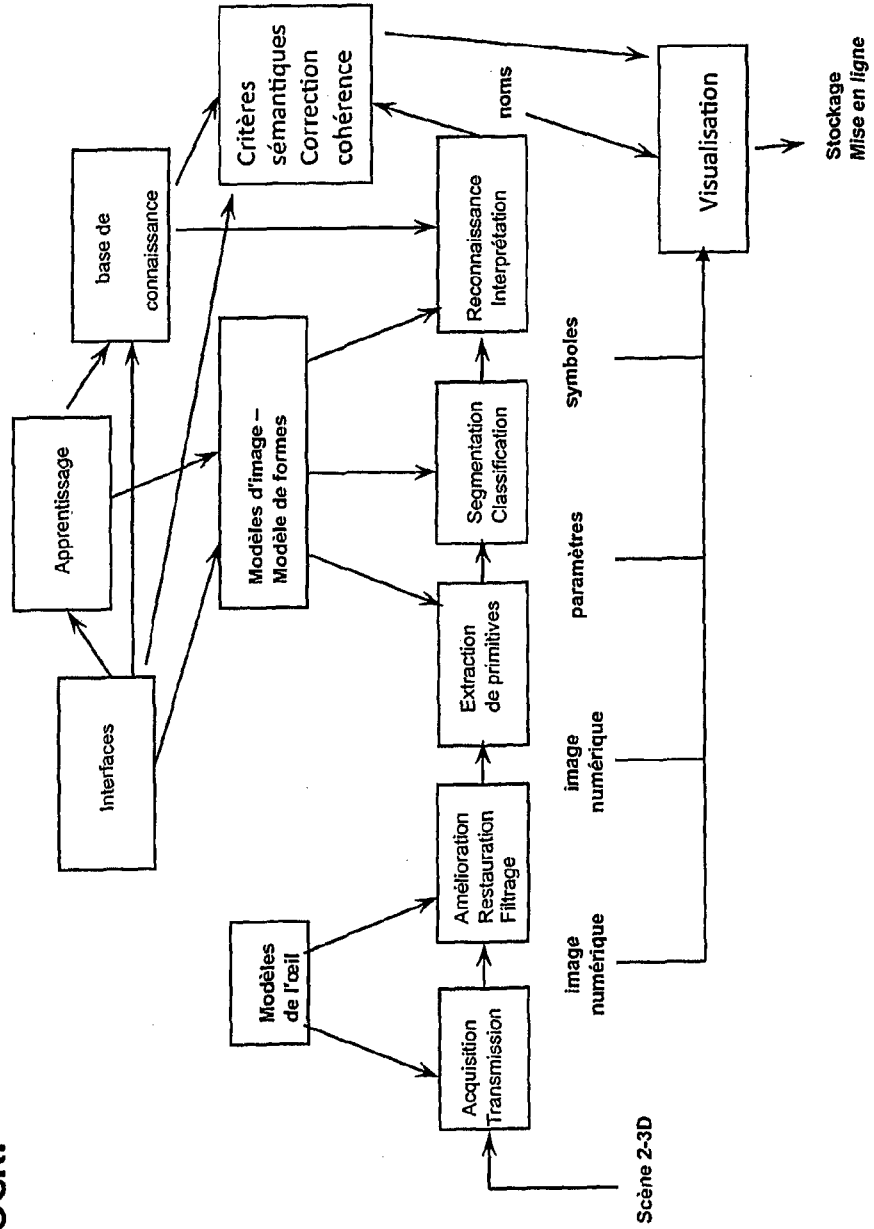 OCR:
Interfaces
Apprentissage
base de
connaissance
Modèles
de l'œil
Modèles d'image –
Modèle de formes
Critères
sémantiques
Correction
cohérence
Acquisition
Transmission
Amélioration
Restauration
Filtrage
Extraction
de primitives
Segmentation
Classification
Reconnaissance
Interprétation
noms
Scène 2-3D
image
numérique
image
numérique
paramètres
symboles
Visualisation
Stockage
Mise en ligne